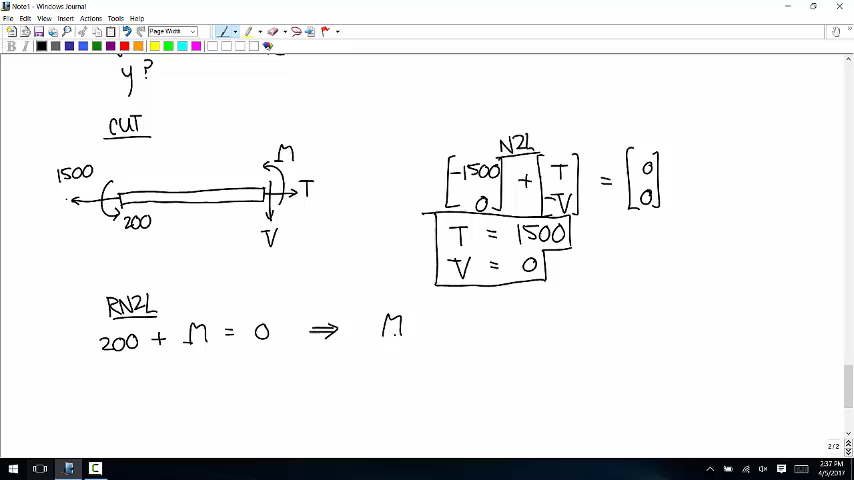 Note1 - Windows Journal
File Edit View Insert Actions Tools Help
Page Width
B I
y?
CUT
1500
200
M
T
V
N2L
[-1500 0] + [T -V] = [0 0]
T = 1500
V = 0
RN2L
200 + M = 0 ⇒ M
2/2
2:37 PM
4/5/2017